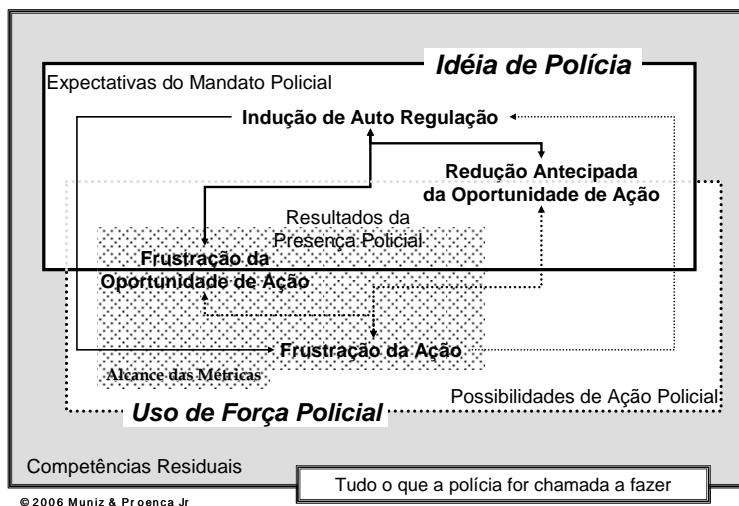 Idéia de Polícia
Expectativas do Mandato Policial
Indução de Auto Regulação
Redução Antecipada
da Oportunidade de Ação
Resultados da
Presença Policial
Frustração da
Oportunidade de Ação
Frustração da Ação
Alcance das Métricas
Possibilidades de Ação Policial
Uso de Força Policial
Competências Residuais
Tudo o que a polícia for chamada a fazer
© 2006 Muniz & Proença Jr